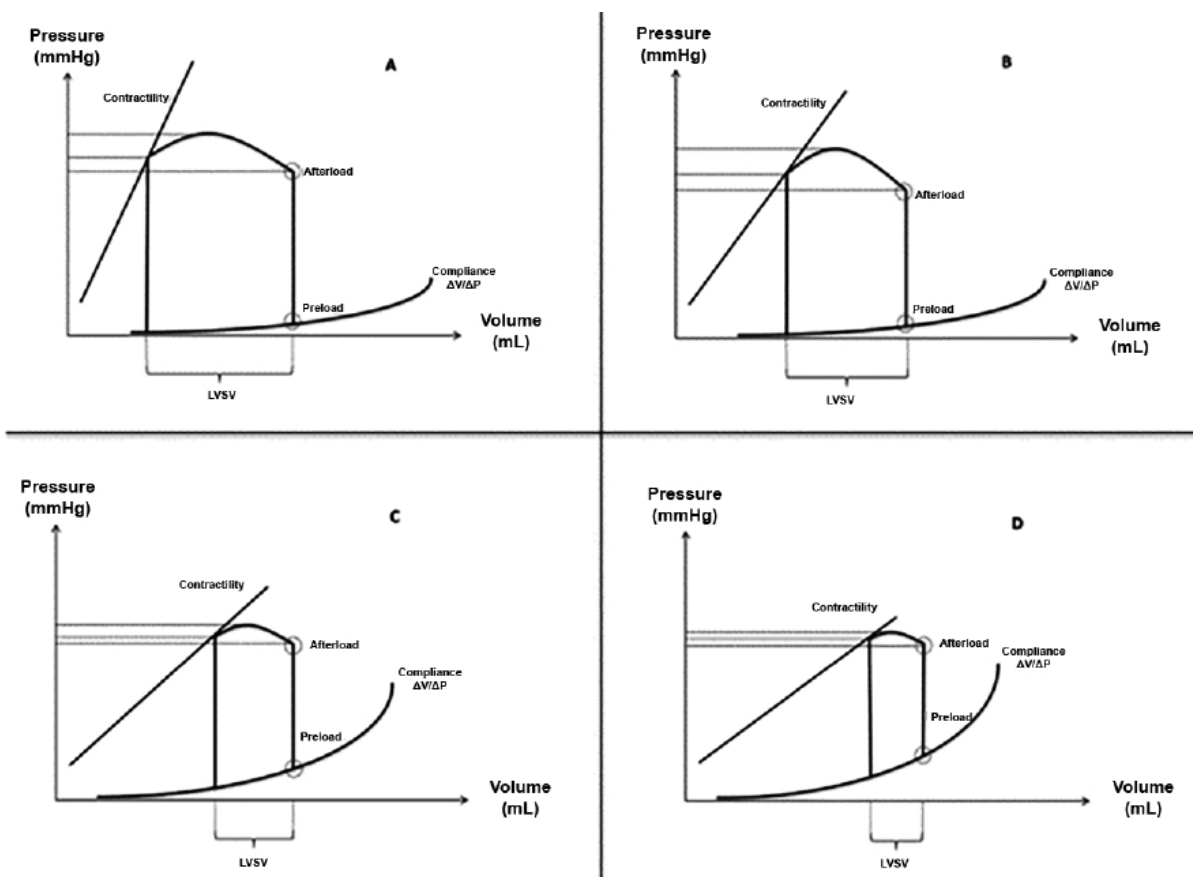 Pressure
(mmHg)
A
Contractility
Afterload
Compliance
ΔV/ΔP
Preload
Volume
(mL)
LVSV
Pressure
(mmHg)
B
Contractility
Afterload
Compliance
ΔV/ΔP
Preload
Volume
(mL)
LVSV
Pressure
(mmHg)
C
Contractility
Afterload
Compliance
ΔV/ΔP
Preload
Volume
(mL)
LVSV
Pressure
(mmHg)
D
Contractility
Afterload
Compliance
ΔV/ΔP
Preload
Volume
(mL)
LVSV